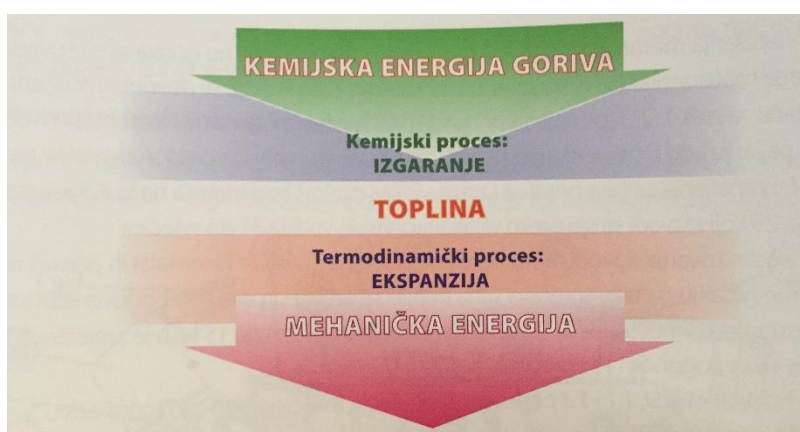 KEMIJSKA ENERGIJA GORIVA
Kemijski proces:
IZGARANJE
TOPLINA
Termodinamički proces:
EKSPANZIJA
MEHANIČKA ENERGIJA